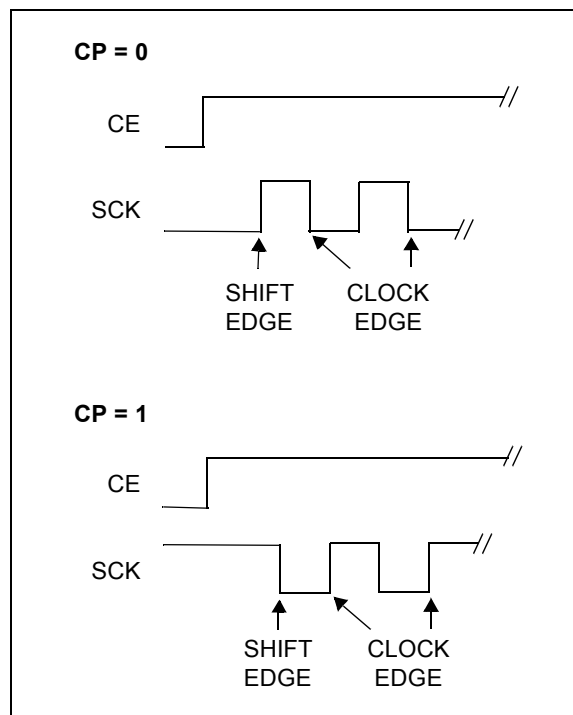 CP = 0
CE
SCK
SHIFT EDGE
CLOCK EDGE
CP = 1
CE
SCK
SHIFT EDGE
CLOCK EDGE